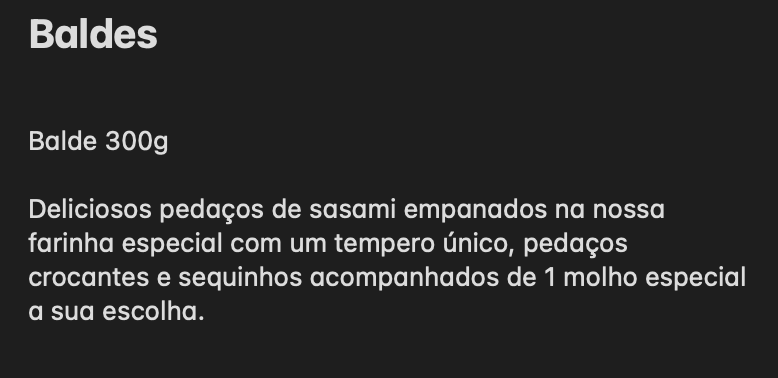 Baldes
Balde 300g
Deliciosos pedaços de sasami empanados na nossa
farinha especial com um tempero único, pedaços
crocantes e sequinhos acompanhados de 1 molho especial
a sua escolha.